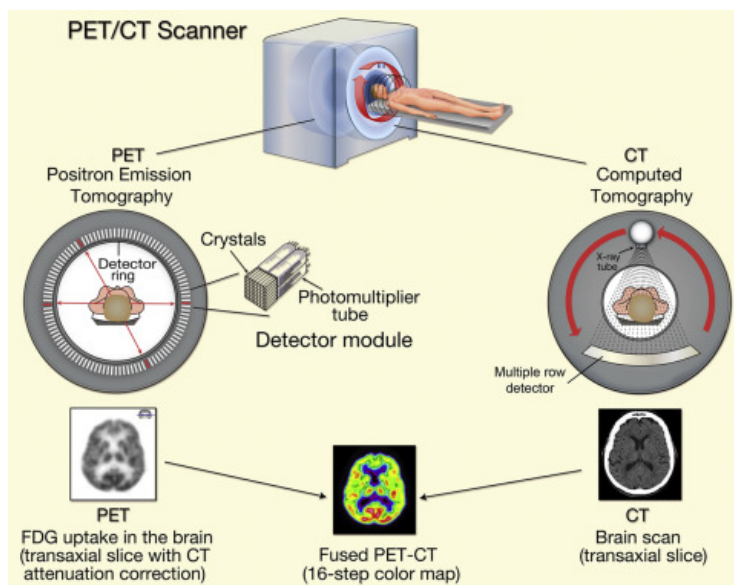 PET/CT Scanner
PET
Positron Emission
Tomography
CT
Computed
Tomography
Detector
ring
Crystals
Photomultiplier
tube
Detector module
X-ray
tube
Multiple row
detector
PET
FDG uptake in the brain
(transaxial slice with CT
attenuation correction)
Fused PET-CT
(16-step color map)
CT
Brain scan
(transaxial slice)